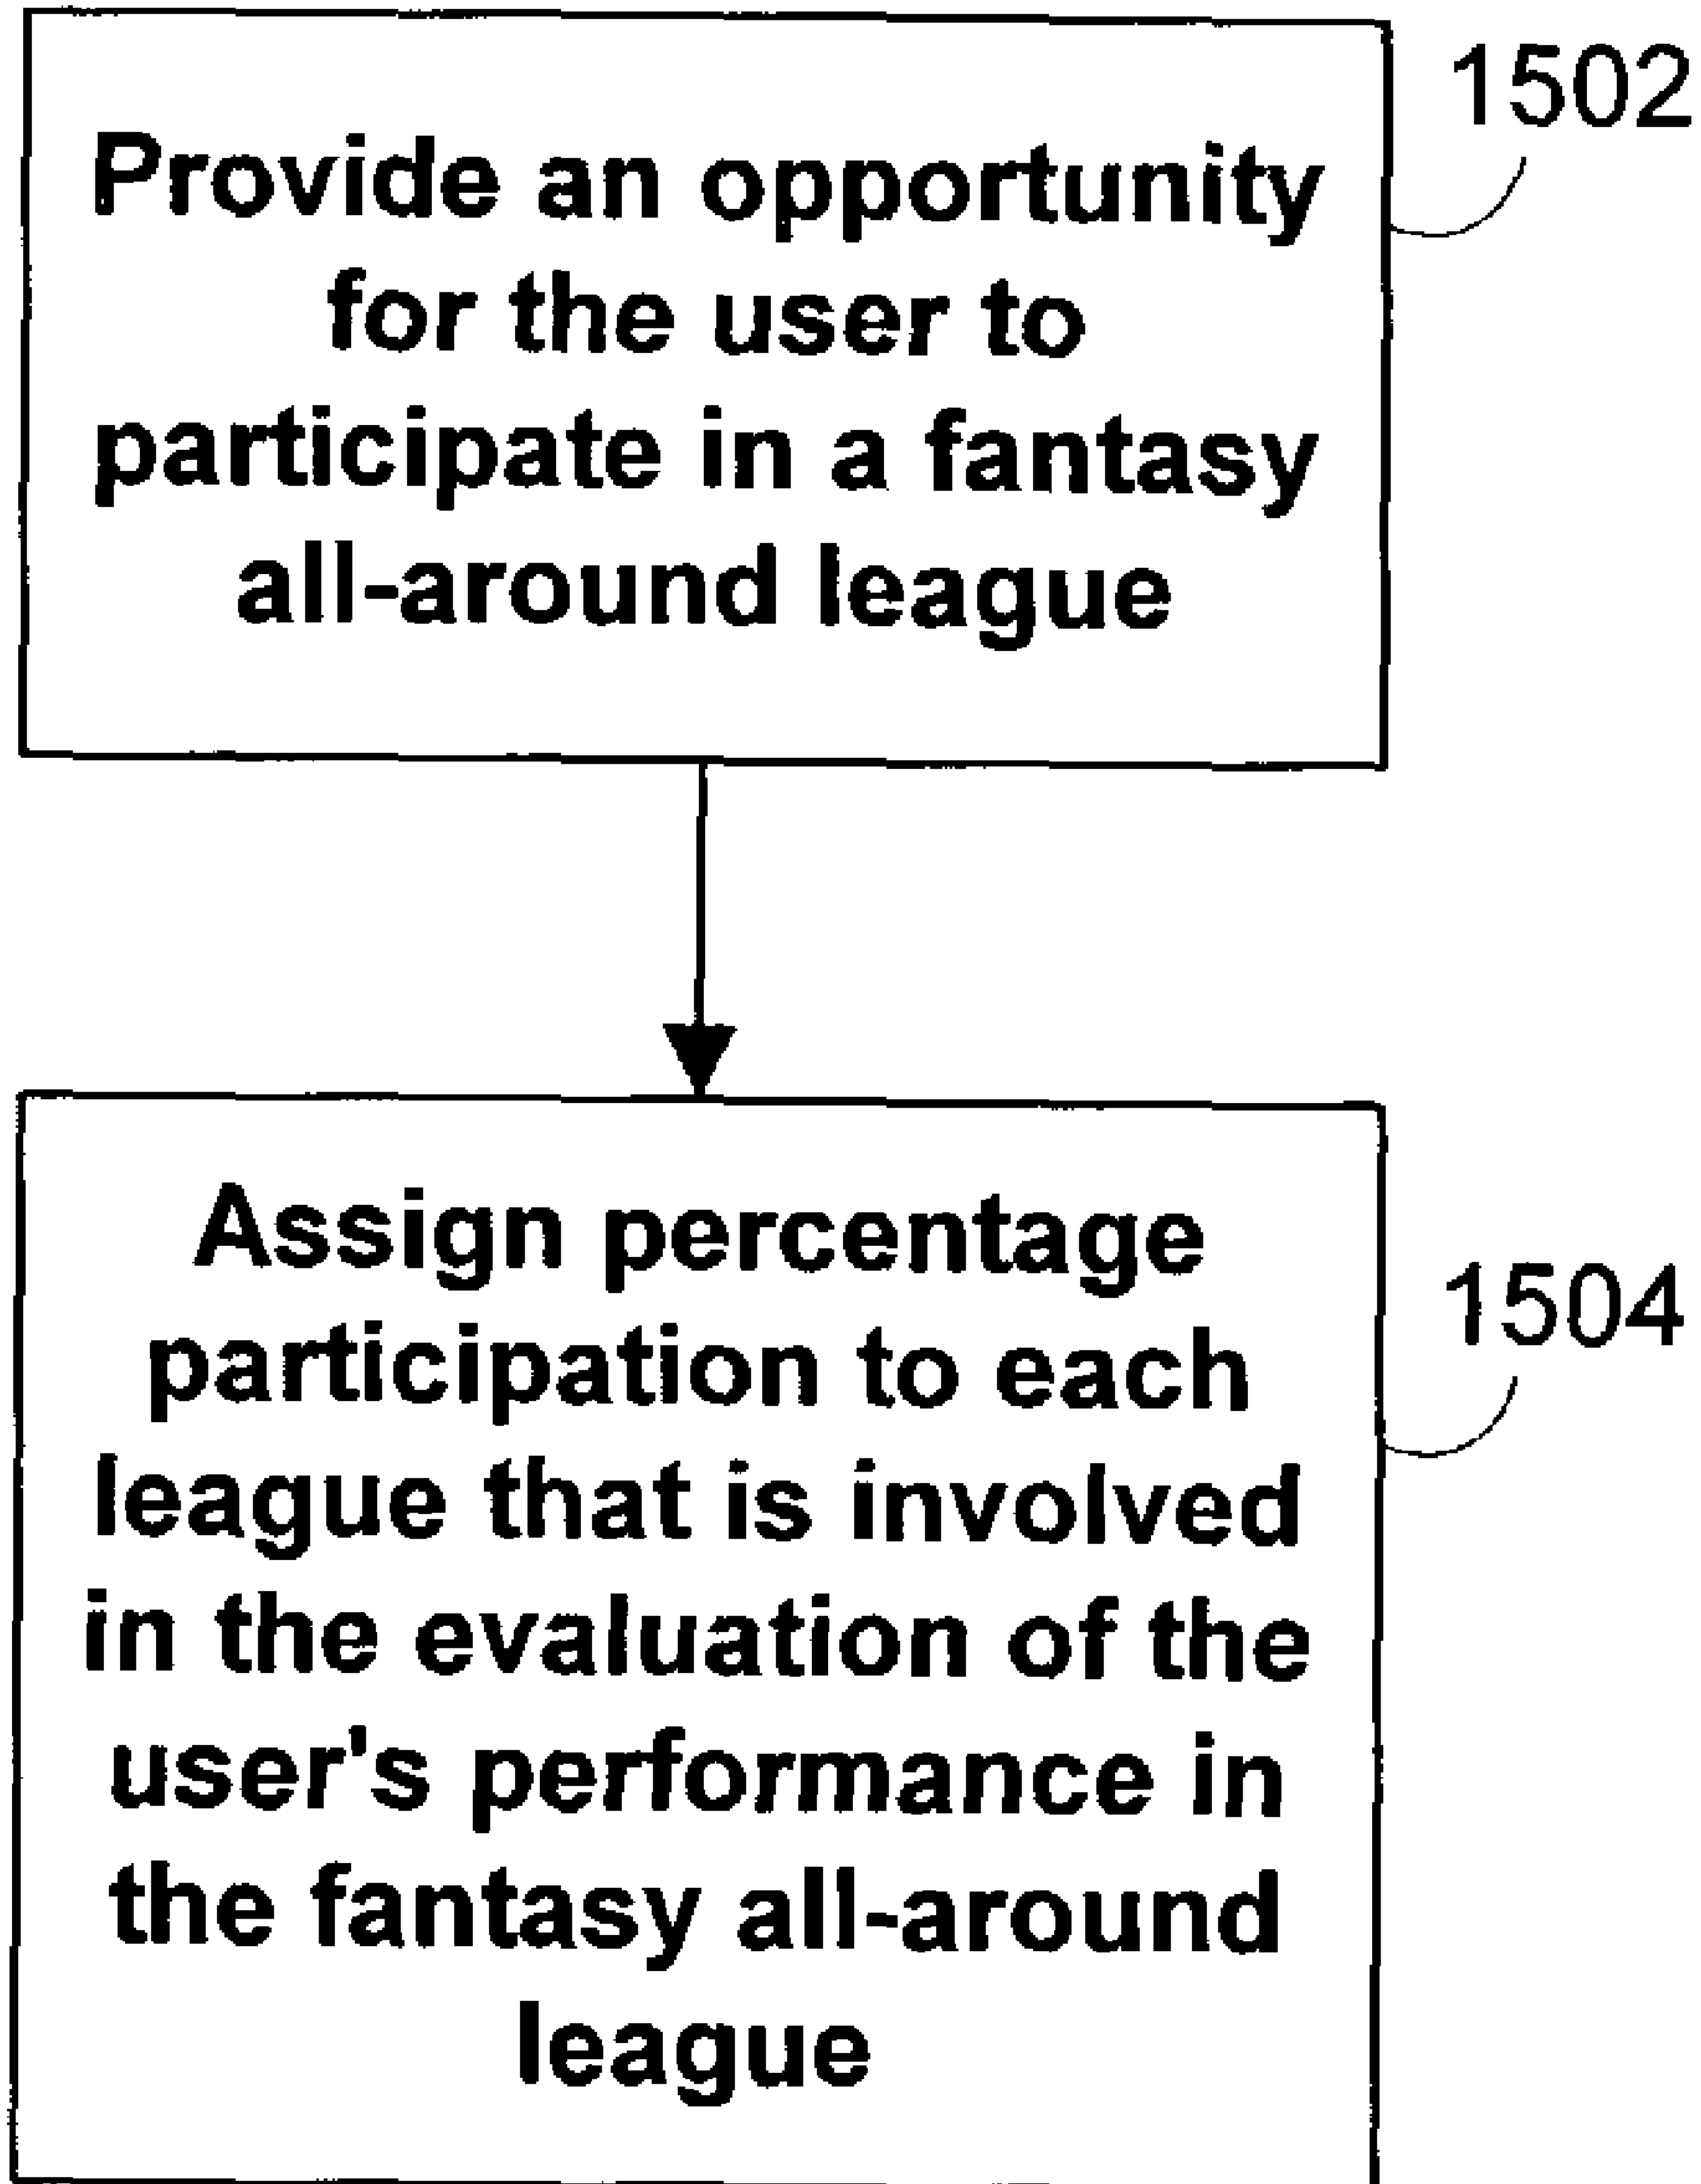 Provide an opportunity
for the user to
participate in a fantasy
all-around league
1502
Assign percentage
participation to each
league that is involved
in the evaluation of the
user's performance in
the fantasy all-around
league
1504